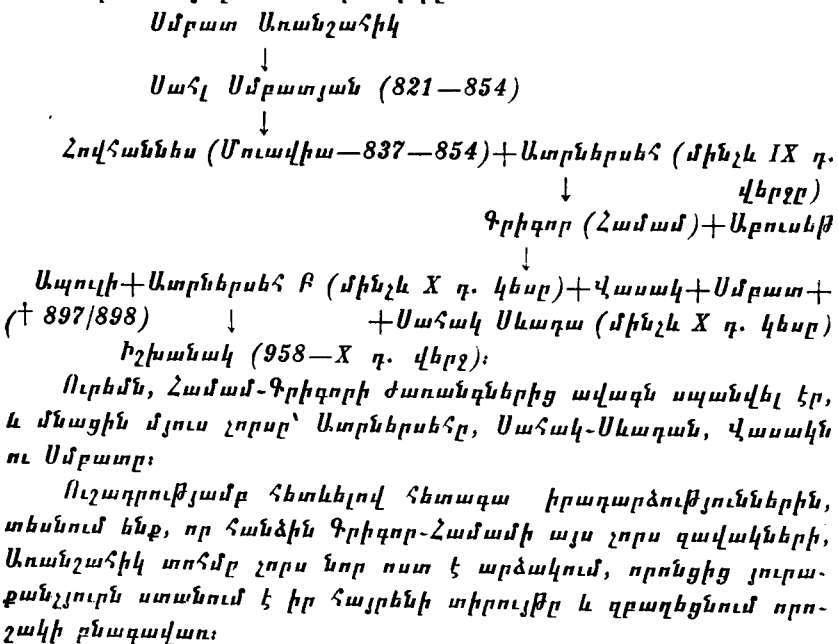 Սմբատ Առանշահիկ
↓
Սահլ Սմբատյան (821—854)
↓
Հովհաննես (Մուավիա—837—854)+Ատրներսեհ (մինչև IX դ.
↓ վերջը)
Գրիգոր (Համամ)+Աբուսեթ
↓
Ապուլի+Ատրներսեհ Բ (մինչև X դ. կեսը)+Վասակ+Սմբատ+
(† 897/898) ↓ +Սահակ Սևադա (մինչև X դ. կեսը)
Իշխանակ (958—X դ. վերջ)։
Ուրեմն, Համամ-Գրիգորի ժառանգներից ավագն սպանվել էր,
և մնացին մյուս չորսը՝ Ատրներսեհը, Սահակ-Սևադան, Վասակն
ու Սմբատը։
Ուշադրությամբ հետևելով հետագա իրադարձություններին,
տեսնում ենք, որ հանձին Գրիգոր-Համամի այս չորս զավակների,
Առանշահիկ տոհմը չորս նոր ոստ է արձակում, որոնցից յուրա-
քանչյուրն ստանում է իր հայրենի տիրույթը և զբաղեցնում որո-
շակի բնագավառ։